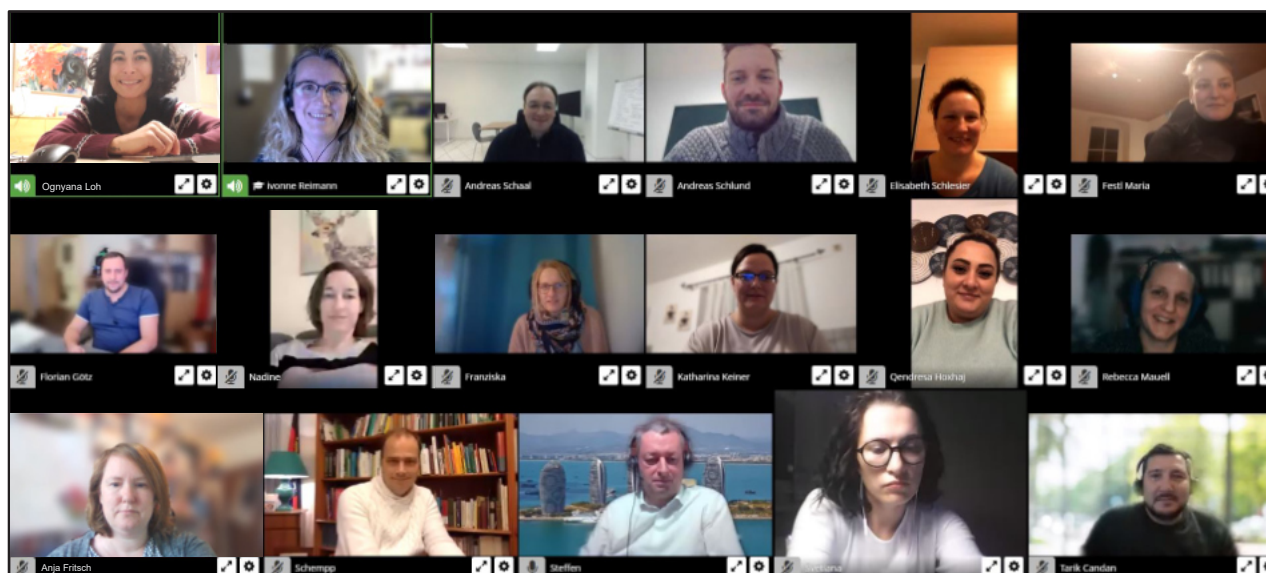 Ognyana Loh
ivonne Reimann
Andreas Schaal
Andreas Schlund
Elisabeth Schlesier
Festl Maria
Florian Götz
Nadine
Franziska
Katharina Keiner
Qendresa Hoxhaj
Rebecca Mauell
Anja Fritsch
Schempp
Steffen
Tarik Candan